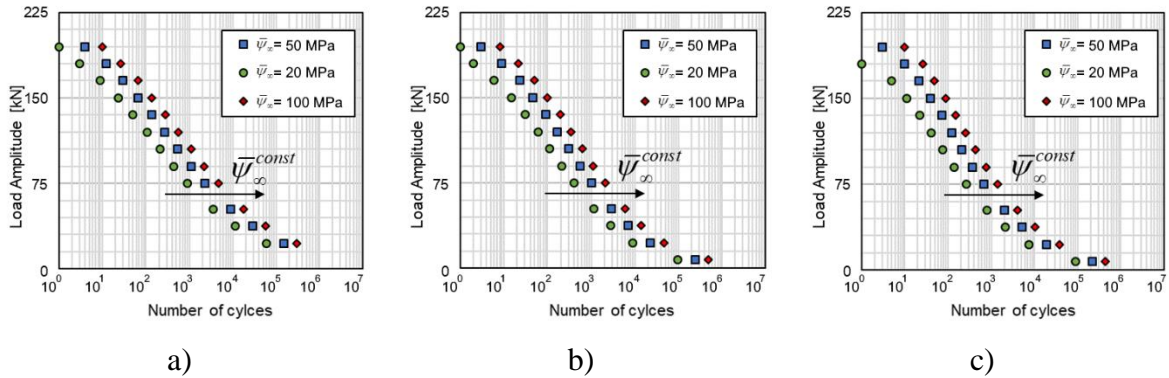 225
150
75
0
Load Amplitude [kN]
ψ̅∞ = 50 MPa
ψ̅∞ = 20 MPa
ψ̅∞ = 100 MPa
ψ̅∞^const
10^0 10^1 10^2 10^3 10^4 10^5 10^6 10^7
Number of cylces
a)
225
150
75
0
Load Amplitude [kN]
ψ̅∞ = 50 MPa
ψ̅∞ = 20 MPa
ψ̅∞ = 100 MPa
ψ̅∞^const
10^0 10^1 10^2 10^3 10^4 10^5 10^6 10^7
Number of cylces
b)
225
150
75
0
Load Amplitude [kN]
ψ̅∞ = 50 MPa
ψ̅∞ = 20 MPa
ψ̅∞ = 100 MPa
ψ̅∞^const
10^0 10^1 10^2 10^3 10^4 10^5 10^6 10^7
Number of cylces
c)